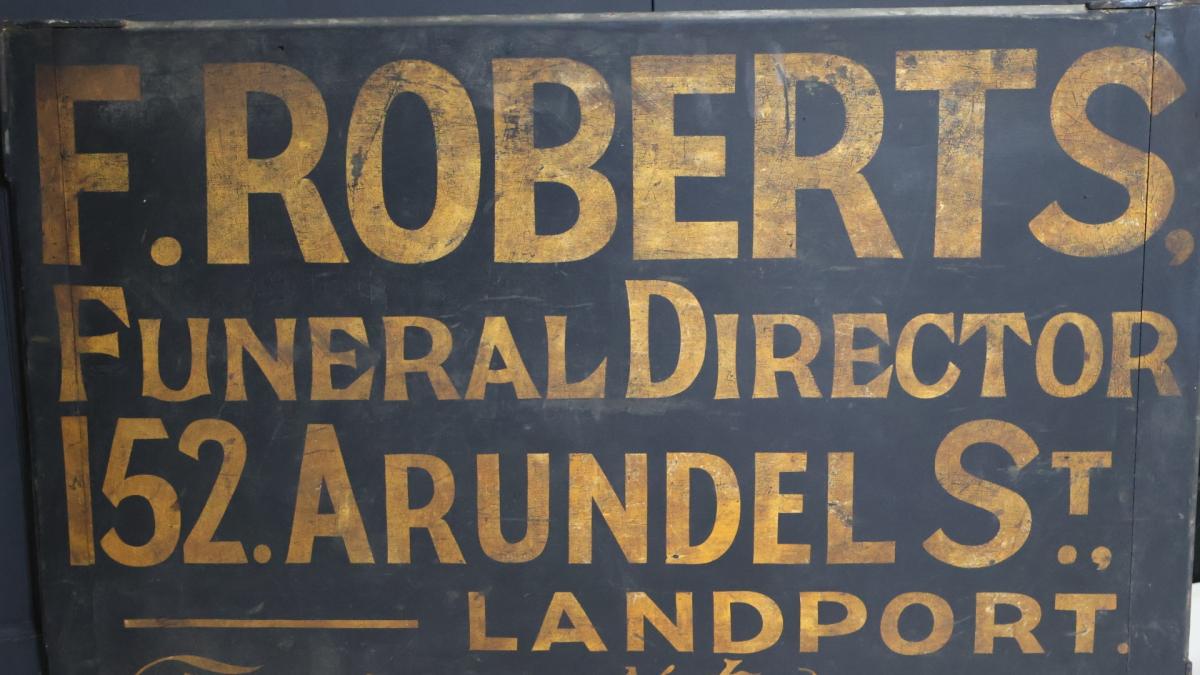 F. ROBERTS,
FUNERAL DIRECTOR
152. ARUNDEL ST.,
LANDPORT.